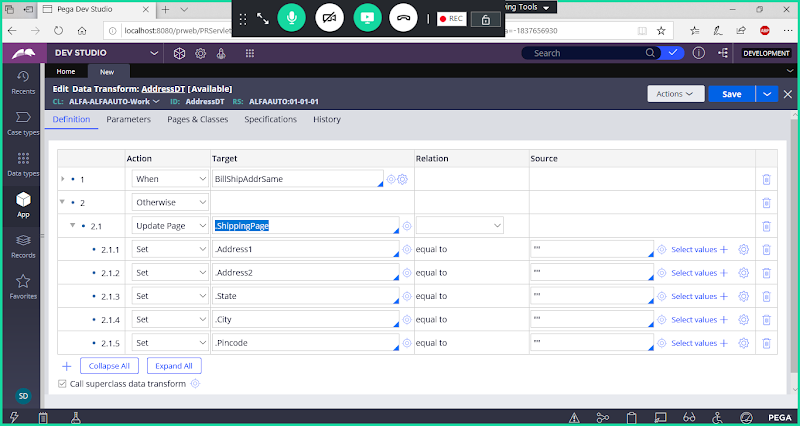 Pega Dev Studio
REC
ving Tools
localhost:8080/prweb/PRServlet
a=-1837656930
ABP
DEV STUDIO
Search
DEVELOPMENT
Home
New
Recents
Case types
Data types
App
Records
Favorites
SD
Edit Data Transform: AddressDT [Available]
CL: ALFA-ALFAAUTO-Work ID: AddressDT RS: ALFAAUTO:01-01-01
Actions
Save
Definition Parameters Pages & Classes Specifications History
Action Target Relation Source
1 When BillShipAddrSame
2 Otherwise
2.1 Update Page .ShippingPage
2.1.1 Set .Address1 equal to "" Select values
2.1.2 Set .Address2 equal to "" Select values
2.1.3 Set .State equal to "" Select values
2.1.4 Set .City equal to "" Select values
2.1.5 Set .Pincode equal to "" Select values
Collapse All Expand All
Call superclass data transform
PEGA